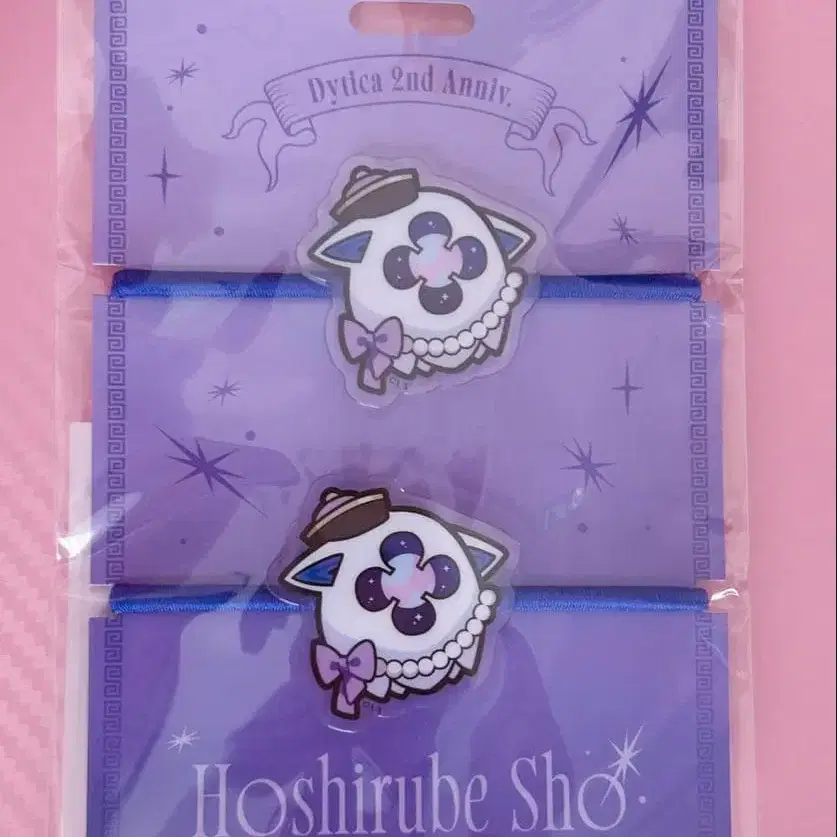 Dytica 2nd Anniv.
Hoshirube Sho